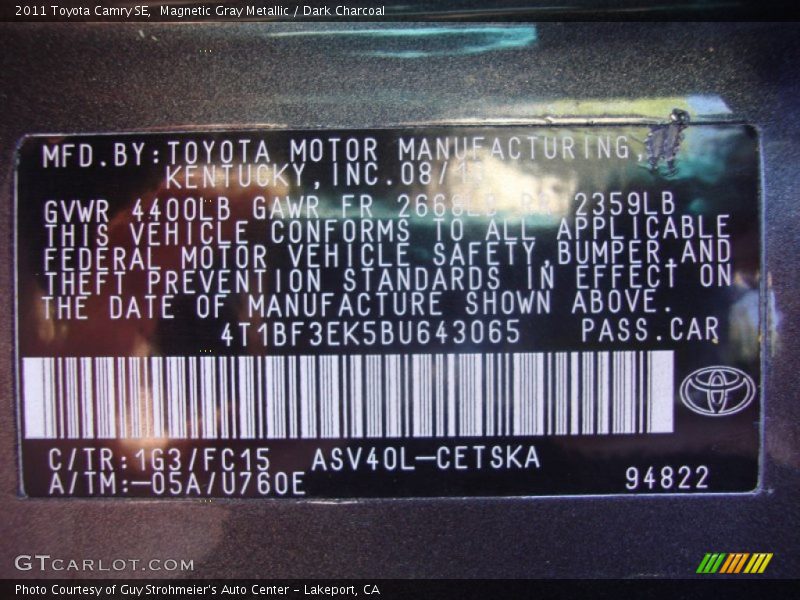 2011 Toyota Camry SE, Magnetic Gray Metallic / Dark Charcoal
MFD.BY:TOYOTA MOTOR MANUFACTURING,
KENTUCKY,INC.08/
GVWR 4400LB GAWR FR 2668LB RR 2359LB
THIS VEHICLE CONFORMS TO ALL APPLICABLE
FEDERAL MOTOR VEHICLE SAFETY,BUMPER,AND
THEFT PREVENTION STANDARDS IN EFFECT ON
THE DATE OF MANUFACTURE SHOWN ABOVE.
4T1BF3EK5BU643065 PASS.CAR
C/TR:1G3/FC15 ASV40L-CETSKA
A/TM:-05A/U760E 94822
GTCARLOT.COM
Photo Courtesy of Guy Strohmeier's Auto Center - Lakeport, CA